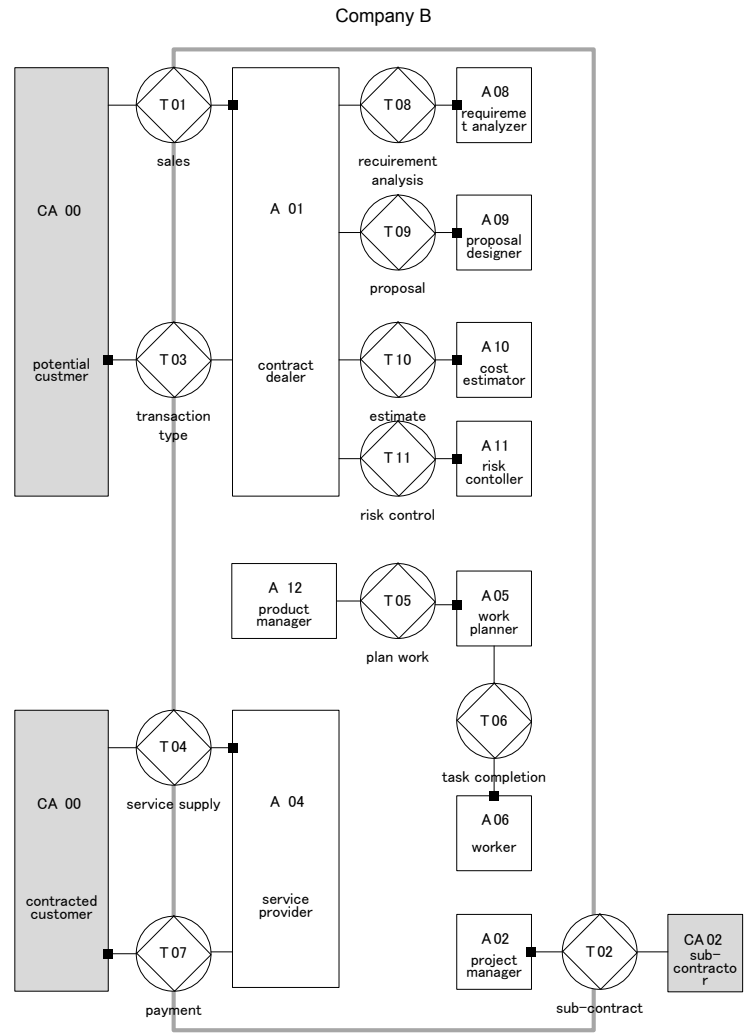 Company B
CA 00
potential
custmer
T 01
sales
T 03
transaction
type
A 01
contract
dealer
T 08
recuirement
analysis
A 08
requireme
t analyzer
T 09
proposal
A 09
proposal
designer
T 10
estimate
A 10
cost
estimator
T 11
risk control
A 11
risk
contoller
A 12
product
manager
T 05
plan work
A 05
work
planner
T 06
task completion
A 06
worker
CA 00
contracted
customer
T 04
service supply
T 07
payment
A 04
service
provider
A 02
project
manager
T 02
sub-contract
CA 02
sub-
contracto
r